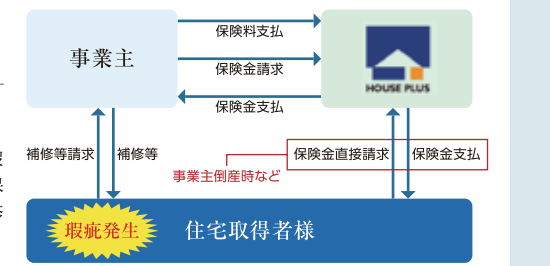 保険料支払
事業主
保険金請求
HOUSE PLUS
保険金支払
補修等請求
補修等
保険金直接請求
保険金支払
事業主倒産時など
瑕疵発生
住宅取得者様